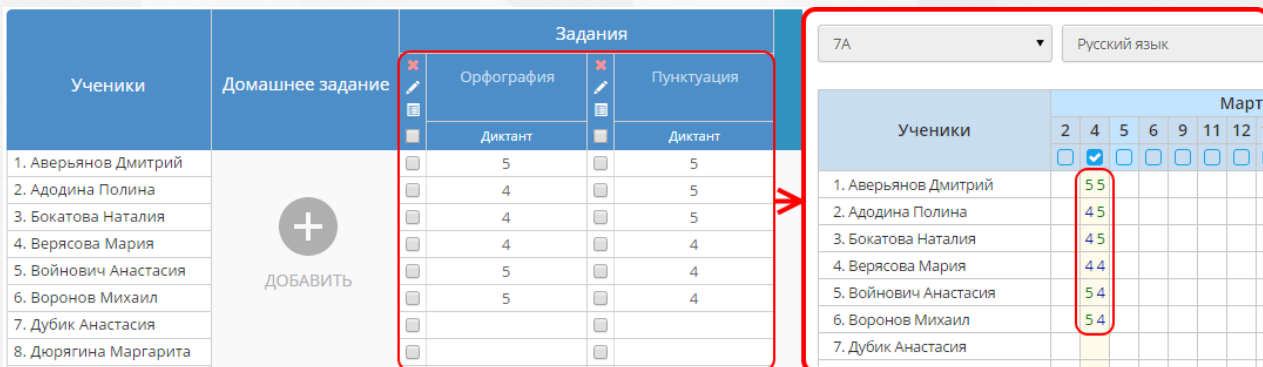 Ученики Домашнее задание Задания
Орфография Пунктуация
Диктант Диктант
1. Аверьянов Дмитрий 5 5
2. Адодина Полина 4 5
3. Бокатова Наталия 4 5
4. Верясова Мария 4 4
5. Войнович Анастасия 5 4
6. Воронов Михаил 5 4
7. Дубик Анастасия
8. Дюрягина Маргарита
ДОБАВИТЬ
7А Русский язык
Ученики Март
2 4 5 6 9 11 12
1. Аверьянов Дмитрий 5 5
2. Адодина Полина 4 5
3. Бокатова Наталия 4 5
4. Верясова Мария 4 4
5. Войнович Анастасия 5 4
6. Воронов Михаил 5 4
7. Дубик Анастасия